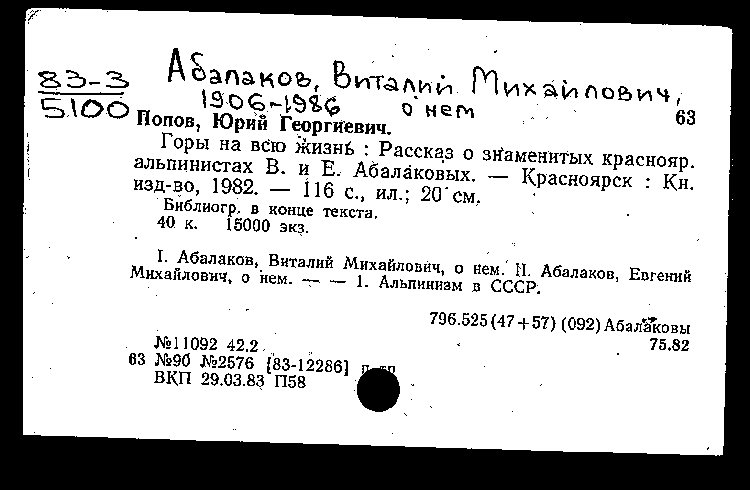 83-3
5100
Абалаков, Виталий Михайлович,
1906-1986 о нем
63
Попов, Юрий Георгиевич.
Горы на всю жизнь : Рассказ о знаменитых краснояр.
альпинистах В. и Е. Абалаковых. — Красноярск : Кн.
изд-во, 1982. — 116 с., ил.; 20 см.
Библиогр. в конце текста.
40 к. 15000 экз.
I. Абалаков, Виталий Михайлович, о нем. II. Абалаков, Евгений
Михайлович, о нем. — — 1. Альпинизм в СССР.
796.525(47+57) (092) Абалаковы
75.82
№11092 42.2
63 №90 №2576 [83-12286]
ВКП 29.03.83 П58